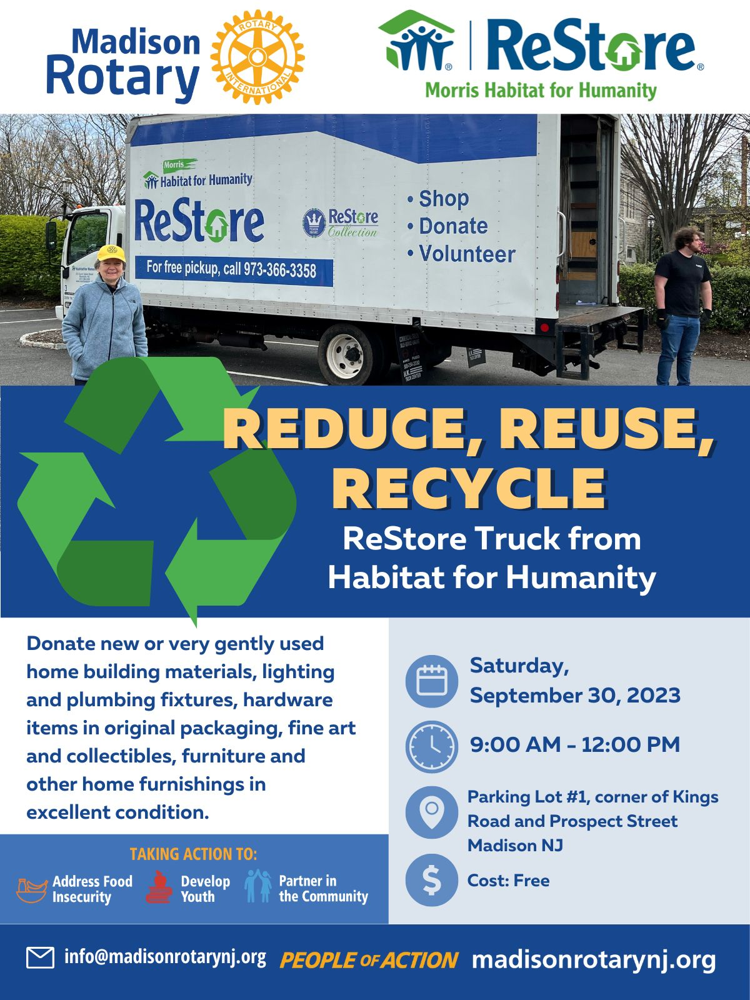 Madison
Rotary
ROTARY
INTERNATIONAL
ReStore®
Morris Habitat for Humanity
Morris
Habitat for Humanity
ReStore
ReStore
Collection
For free pickup, call 973-366-3358
• Shop
• Donate
• Volunteer
REDUCE, REUSE,
RECYCLE
ReStore Truck from
Habitat for Humanity
Donate new or very gently used
home building materials, lighting
and plumbing fixtures, hardware
items in original packaging, fine art
and collectibles, furniture and
other home furnishings in
excellent condition.
Saturday,
September 30, 2023
9:00 AM - 12:00 PM
Parking Lot #1, corner of Kings
Road and Prospect Street
Madison NJ
Cost: Free
TAKING ACTION TO:
Address Food
Insecurity
Develop
Youth
Partner in
the Community
info@madisonrotarynj.org
PEOPLE OF ACTION
madisonrotarynj.org